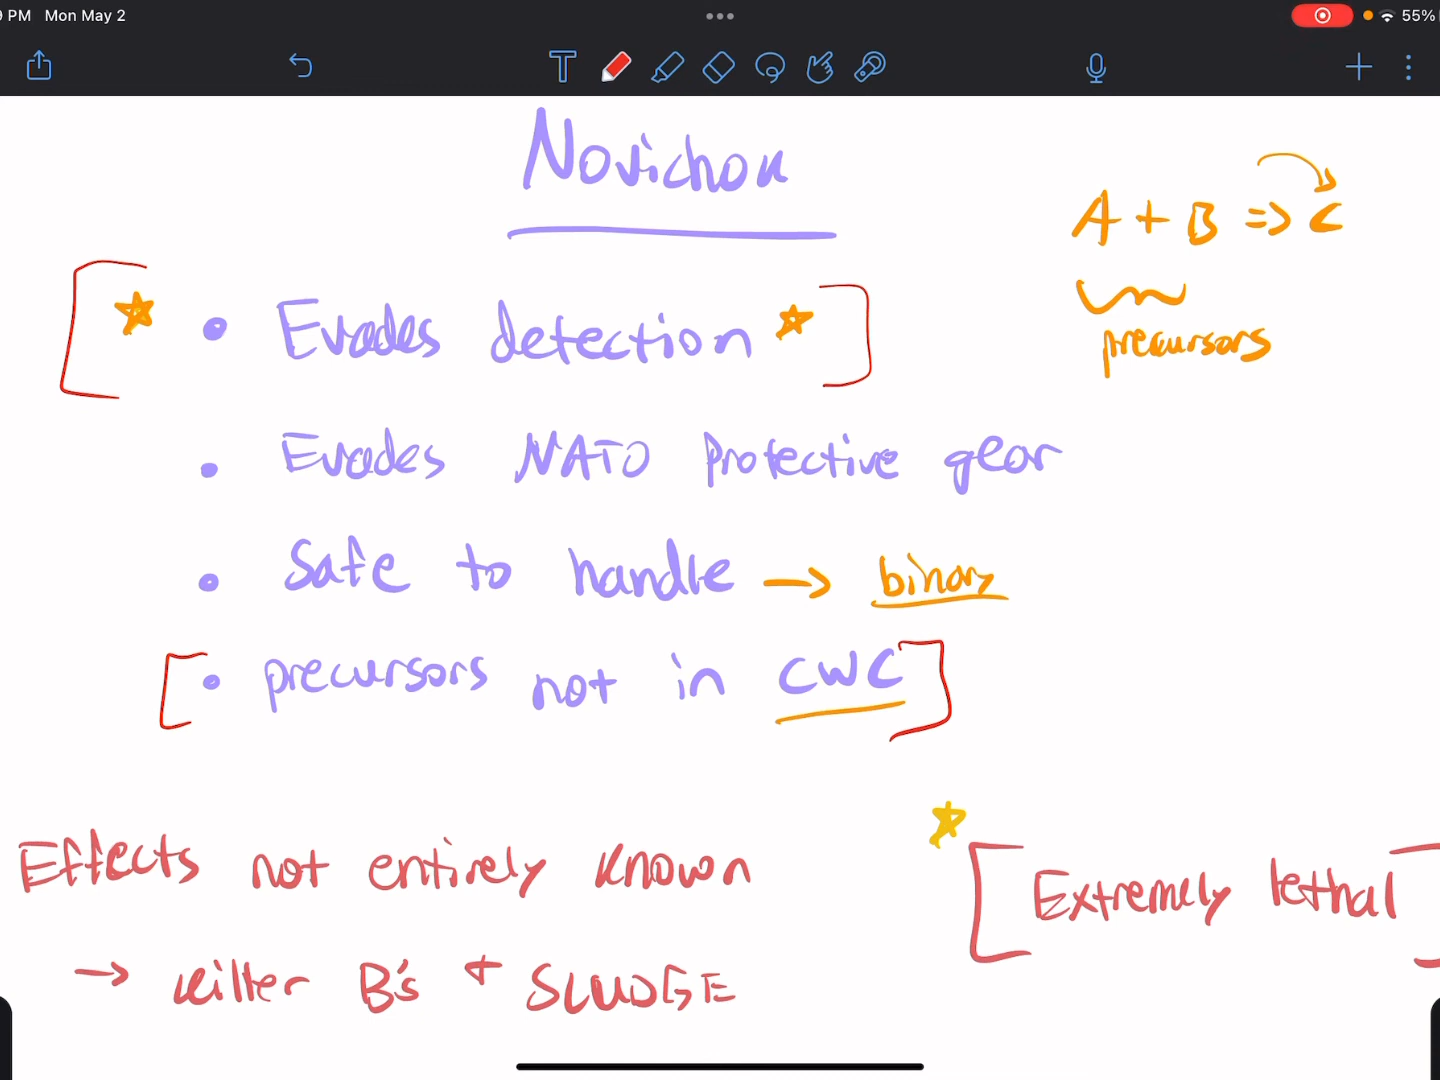 9 PM Mon May 2
55%
Novichok
A + B => C
precursors
• Evades detection
• Evades NATO Protective gear
• Safe to handle → binary
• precursors not in CWC
Effects not entirely known
Extremely lethal
→ Killer B's + SLUDGE